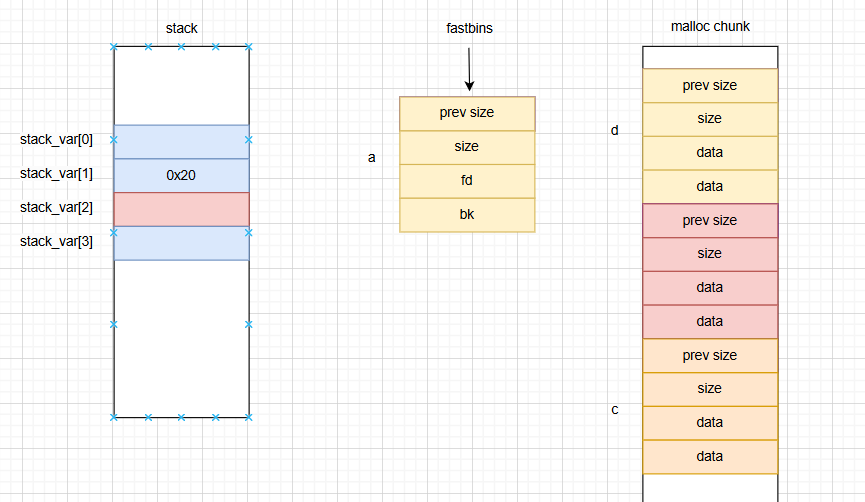 stack
stack_var[0]
stack_var[1]
0x20
stack_var[2]
stack_var[3]
fastbins
a
prev size
size
fd
bk
malloc chunk
d
prev size
size
data
data
prev size
size
data
data
c
prev size
size
data
data